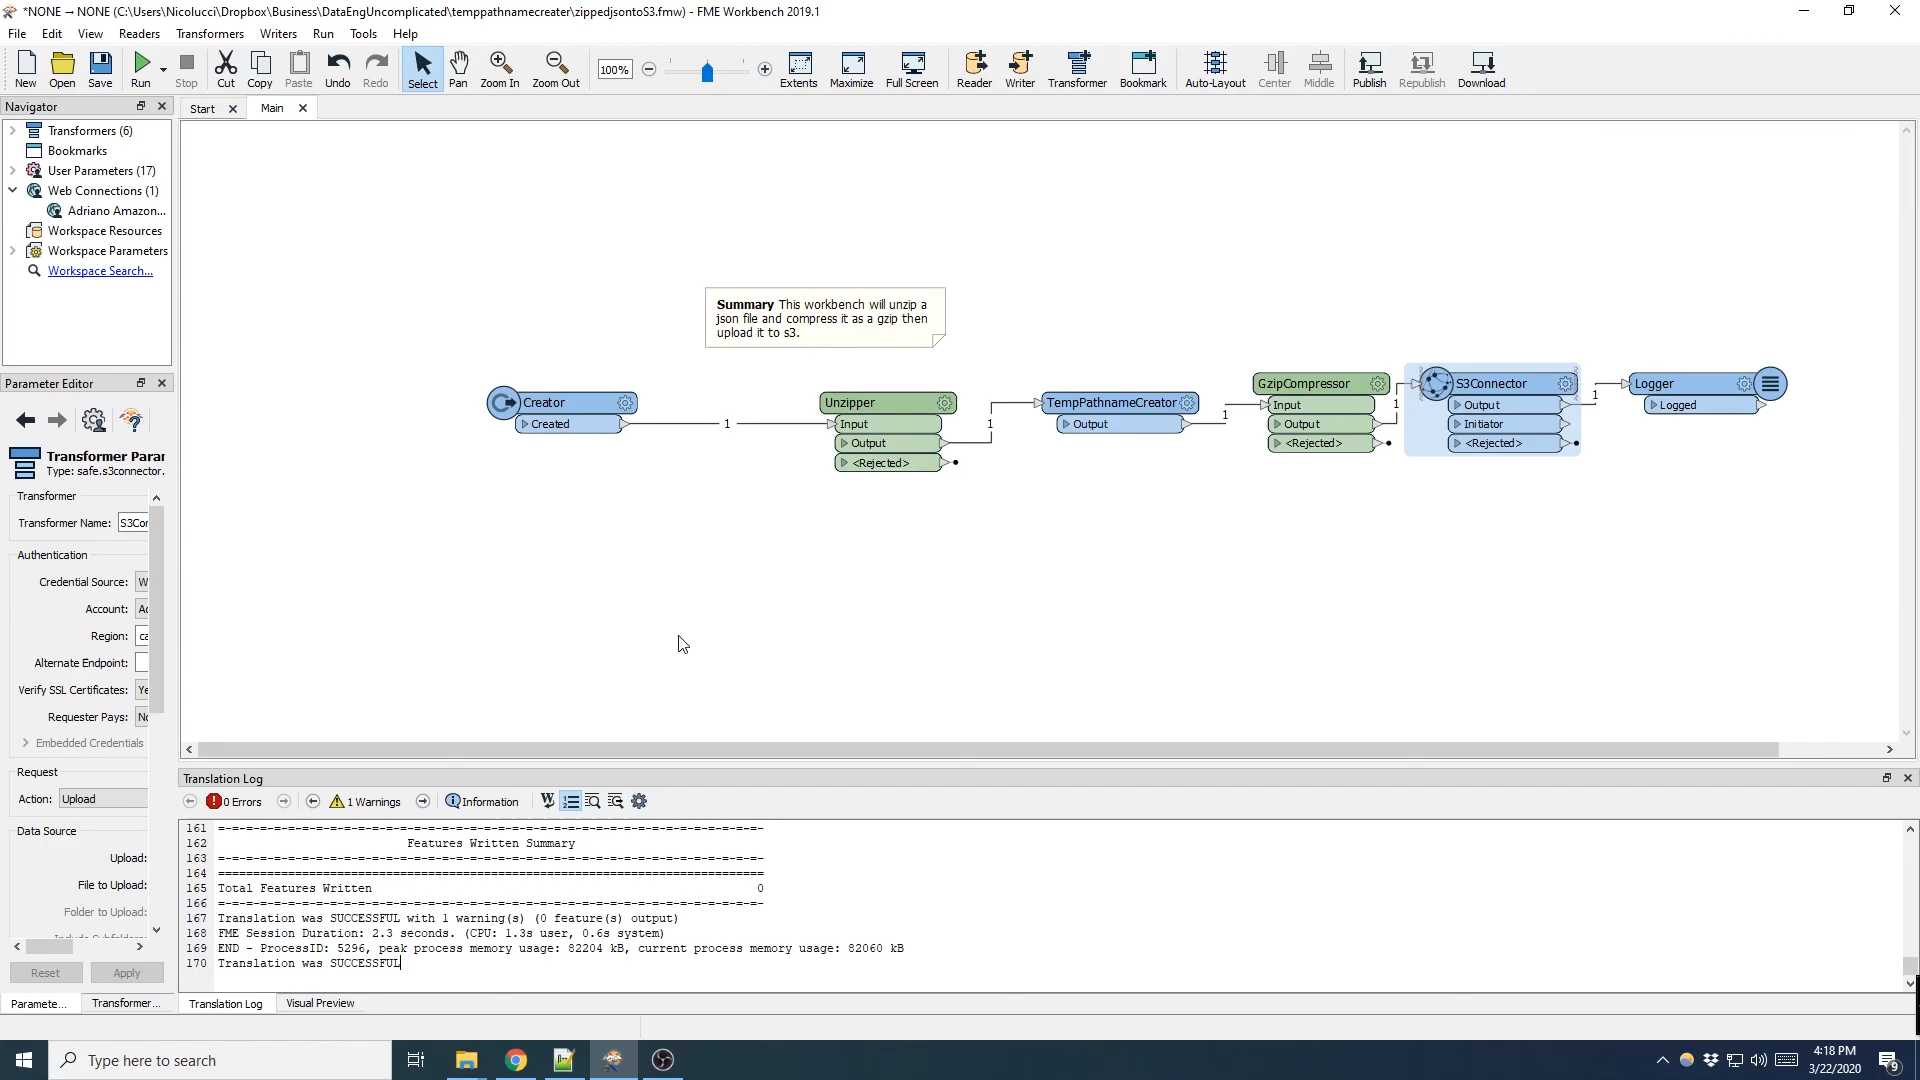 *NONE → NONE (C:\Users\Nicolucci\Dropbox\Business\DataEngUncomplicated\temppathnamecreater\zippedjsontoS3.fmw) - FME Workbench 2019.1
File Edit View Readers Transformers Writers Run Tools Help
New Open Save Run Stop Cut Copy Paste Undo Redo Select Pan Zoom In Zoom Out 100% Extents Maximize Full Screen Reader Writer Transformer Bookmark Auto-Layout Center Middle Publish Republish Download
Navigator
Start
Main
Transformers (6)
Bookmarks
User Parameters (17)
Web Connections (1)
Adriano Amazon...
Workspace Resources
Workspace Parameters
Workspace Search...
Summary This workbench will unzip a
json file and compress it as a gzip then
upload it to s3.
Creator
Created
1
Unzipper
Input
Output
<Rejected>
1
TempPathnameCreator
Output
1
GzipCompressor
Input
Output
<Rejected>
1
S3Connector
Output
Initiator
<Rejected>
1
Logger
Logged
Parameter Editor
Transformer Parar
Type: safe.s3connector.
Transformer
Transformer Name: S3Cor
Authentication
Credential Source: W
Account: Ac
Region: ca
Alternate Endpoint:
Verify SSL Certificates: Ye
Requester Pays: No
Embedded Credentials
Request
Action: Upload
Data Source
Upload:
File to Upload:
Folder to Upload:
Reset Apply
Paramete... Transformer...
Translation Log
0 Errors 1 Warnings Information
161 =-=-=-=-=-=-=-=-=-=-=-=-=-=-=-=-=-=-=-=-=-=-=-=-=-=-=-=-=-=-=-=-=-=-=-=-=-=-=-
162 Features Written Summary
163 =-=-=-=-=-=-=-=-=-=-=-=-=-=-=-=-=-=-=-=-=-=-=-=-=-=-=-=-=-=-=-=-=-=-=-=-=-=-=-
164 ==============================================================================
165 Total Features Written 0
166 =-=-=-=-=-=-=-=-=-=-=-=-=-=-=-=-=-=-=-=-=-=-=-=-=-=-=-=-=-=-=-=-=-=-=-=-=-=-=-
167 Translation was SUCCESSFUL with 1 warning(s) (0 feature(s) output)
168 FME Session Duration: 2.3 seconds. (CPU: 1.3s user, 0.6s system)
169 END - ProcessID: 5296, peak process memory usage: 82204 kB, current process memory usage: 82060 kB
170 Translation was SUCCESSFUL
Translation Log Visual Preview
Type here to search
4:18 PM
3/22/2020
9